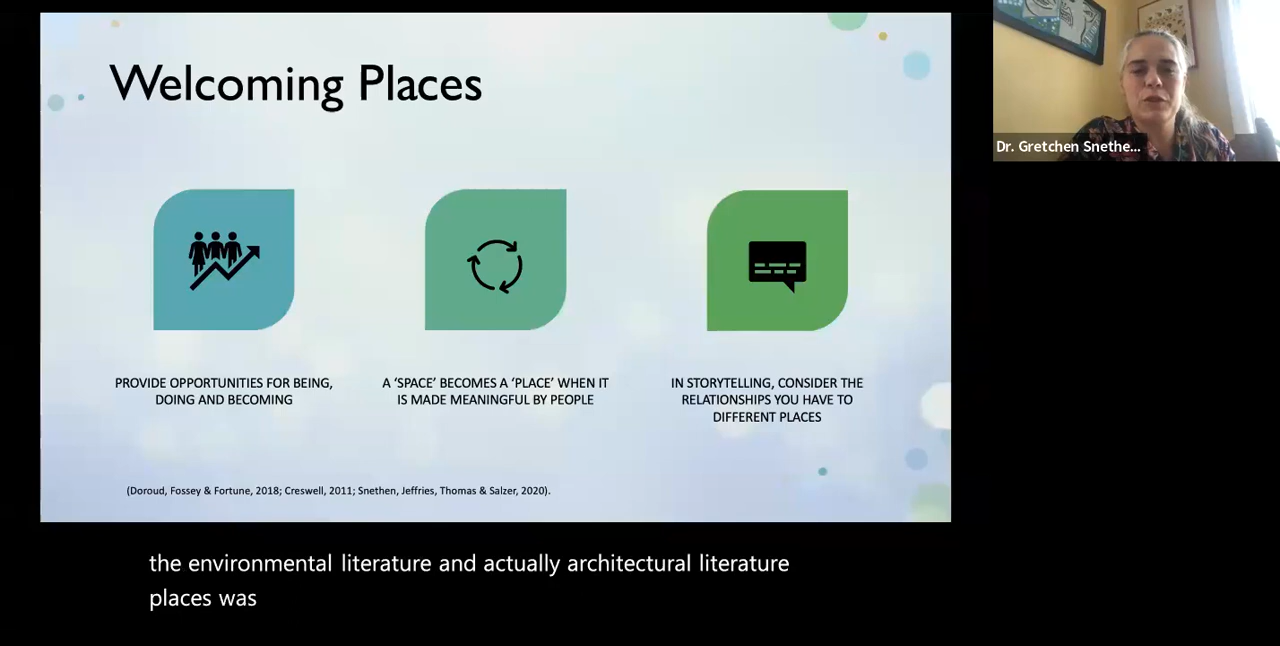 Welcoming Places
Dr. Gretchen Snethe...
PROVIDE OPPORTUNITIES FOR BEING,
DOING AND BECOMING
A ‘SPACE’ BECOMES A ‘PLACE’ WHEN IT
IS MADE MEANINGFUL BY PEOPLE
IN STORYTELLING, CONSIDER THE
RELATIONSHIPS YOU HAVE TO
DIFFERENT PLACES
(Doroud, Fossey & Fortune, 2018; Creswell, 2011; Snethen, Jeffries, Thomas & Salzer, 2020).
the environmental literature and actually architectural literature
places was